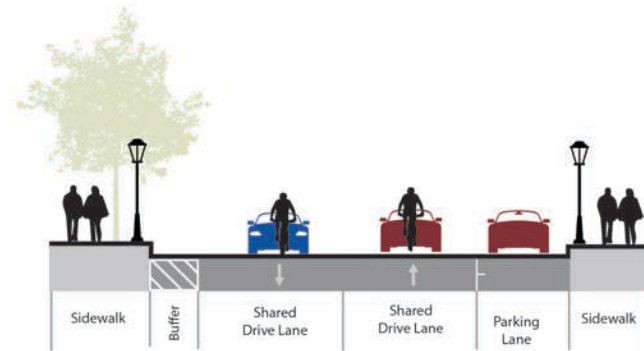 Sidewalk
Buffer
Shared
Drive Lane
Shared
Drive Lane
Parking
Lane
Sidewalk